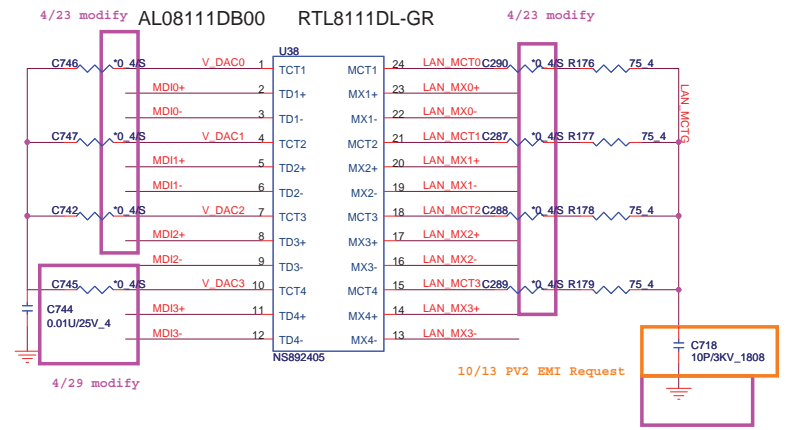 4/23 modify AL08111DB00 RTL8111DL-GR 4/23 modify
U38
C746 *0_4/S V_DAC0 1 TCT1 MCT1 24 LAN_MCT0 C290 *0_4/S R176 75_4
MDI0+ 2 TD1+ MX1+ 23 LAN_MX0+
MDI0- 3 TD1- MX1- 22 LAN_MX0-
LAN_MCTG
C747 *0_4/S V_DAC1 4 TCT2 MCT2 21 LAN_MCT1 C287 *0_4/S R177 75_4
MDI1+ 5 TD2+ MX2+ 20 LAN_MX1+
MDI1- 6 TD2- MX2- 19 LAN_MX1-
C742 *0_4/S V_DAC2 7 TCT3 MCT3 18 LAN_MCT2 C288 *0_4/S R178 75_4
MDI2+ 8 TD3+ MX3+ 17 LAN_MX2+
MDI2- 9 TD3- MX3- 16 LAN_MX2-
C745 *0_4/S V_DAC3 10 TCT4 MCT4 15 LAN_MCT3 C289 *0_4/S R179 75_4
C744
0.01U/25V_4
MDI3+ 11 TD4+ MX4+ 14 LAN_MX3+
MDI3- 12 TD4- MX4- 13 LAN_MX3-
NS892405
C718
10P/3KV_1808
10/13 PV2 EMI Request
4/29 modify